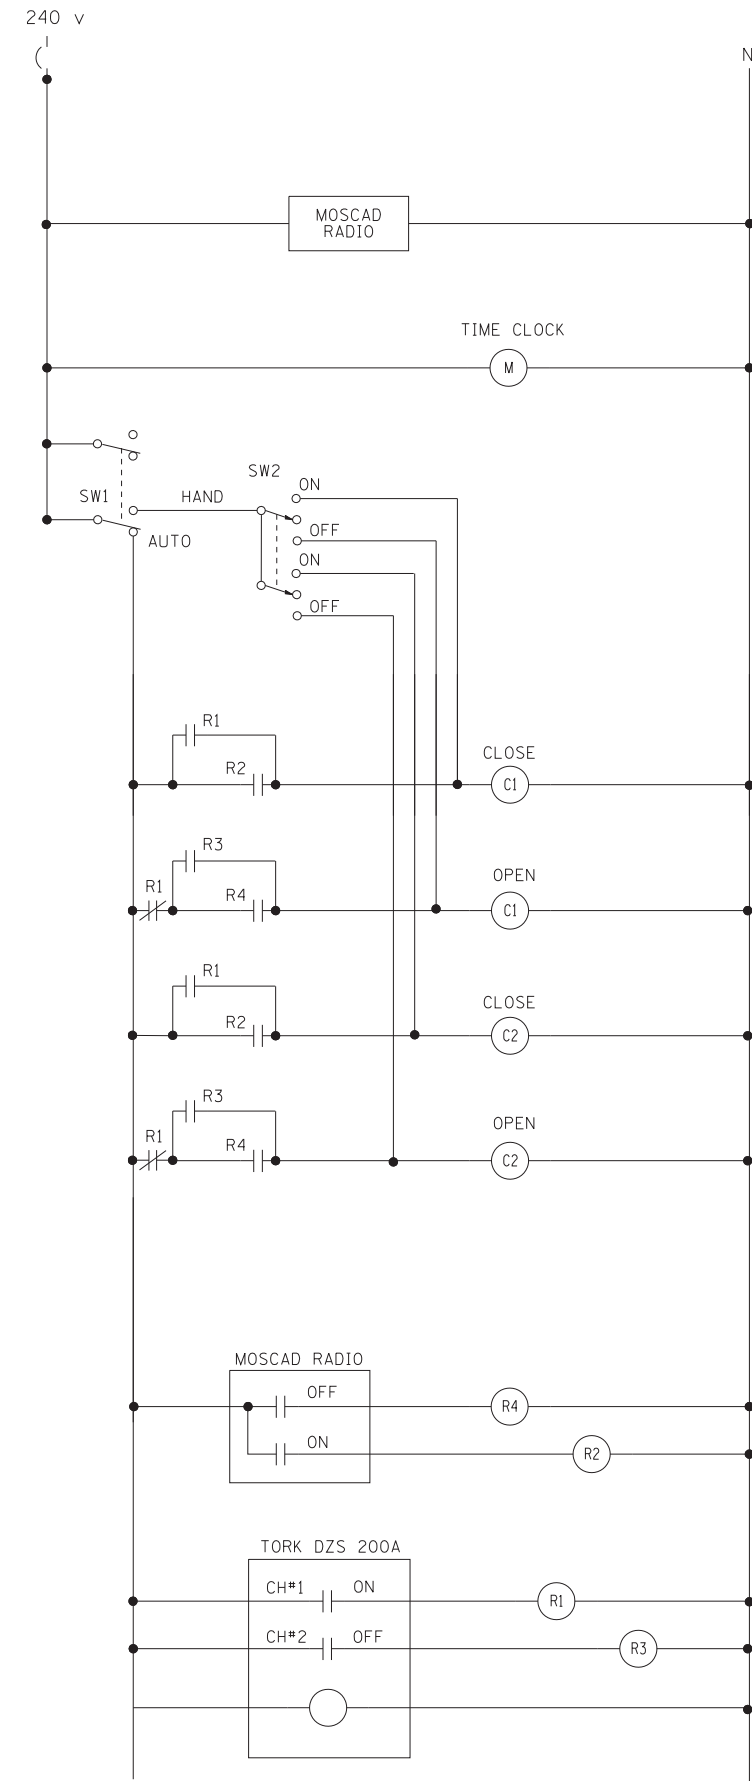 240 v
N
MOSCAD
RADIO
TIME CLOCK
M
SW1
HAND
AUTO
SW2
ON
OFF
ON
OFF
R1
R2
CLOSE
C1
R3
R1
R4
OPEN
C1
R1
R2
CLOSE
C2
R3
R1
R4
OPEN
C2
MOSCAD RADIO
OFF
R4
ON
R2
TORK DZS 200A
CH#1 ON
R1
CH#2 OFF
R3